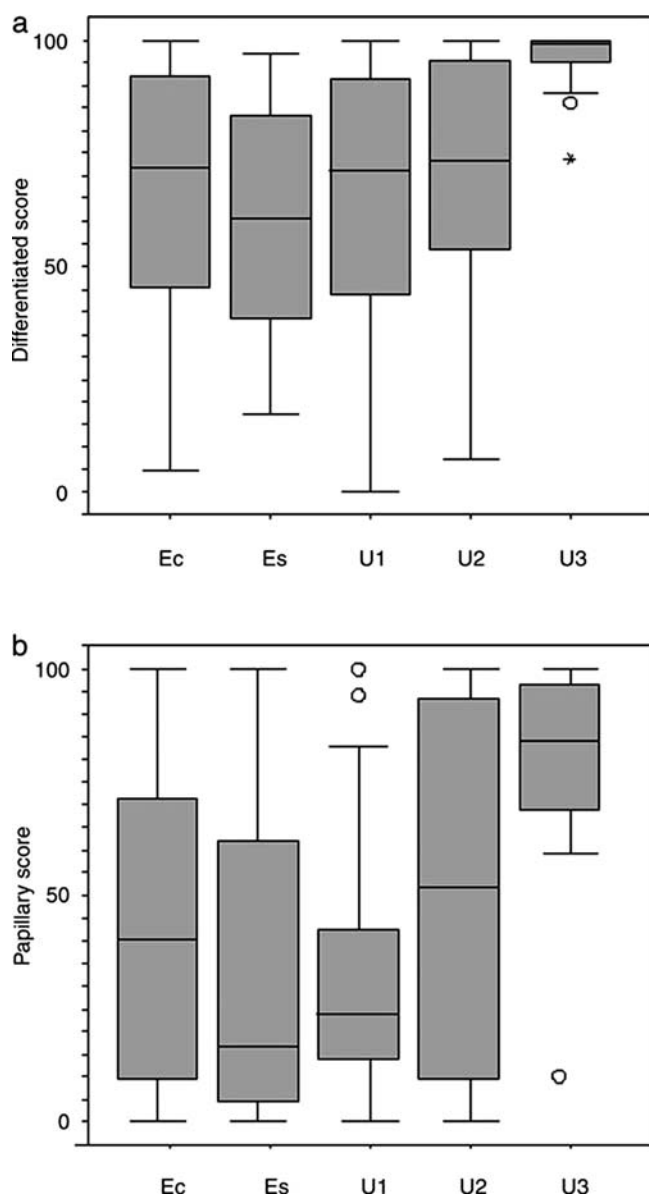 a
100
50
0
Differentiated score
Ec Es U1 U2 U3
b
100
50
0
Papillary score
Ec Es U1 U2 U3